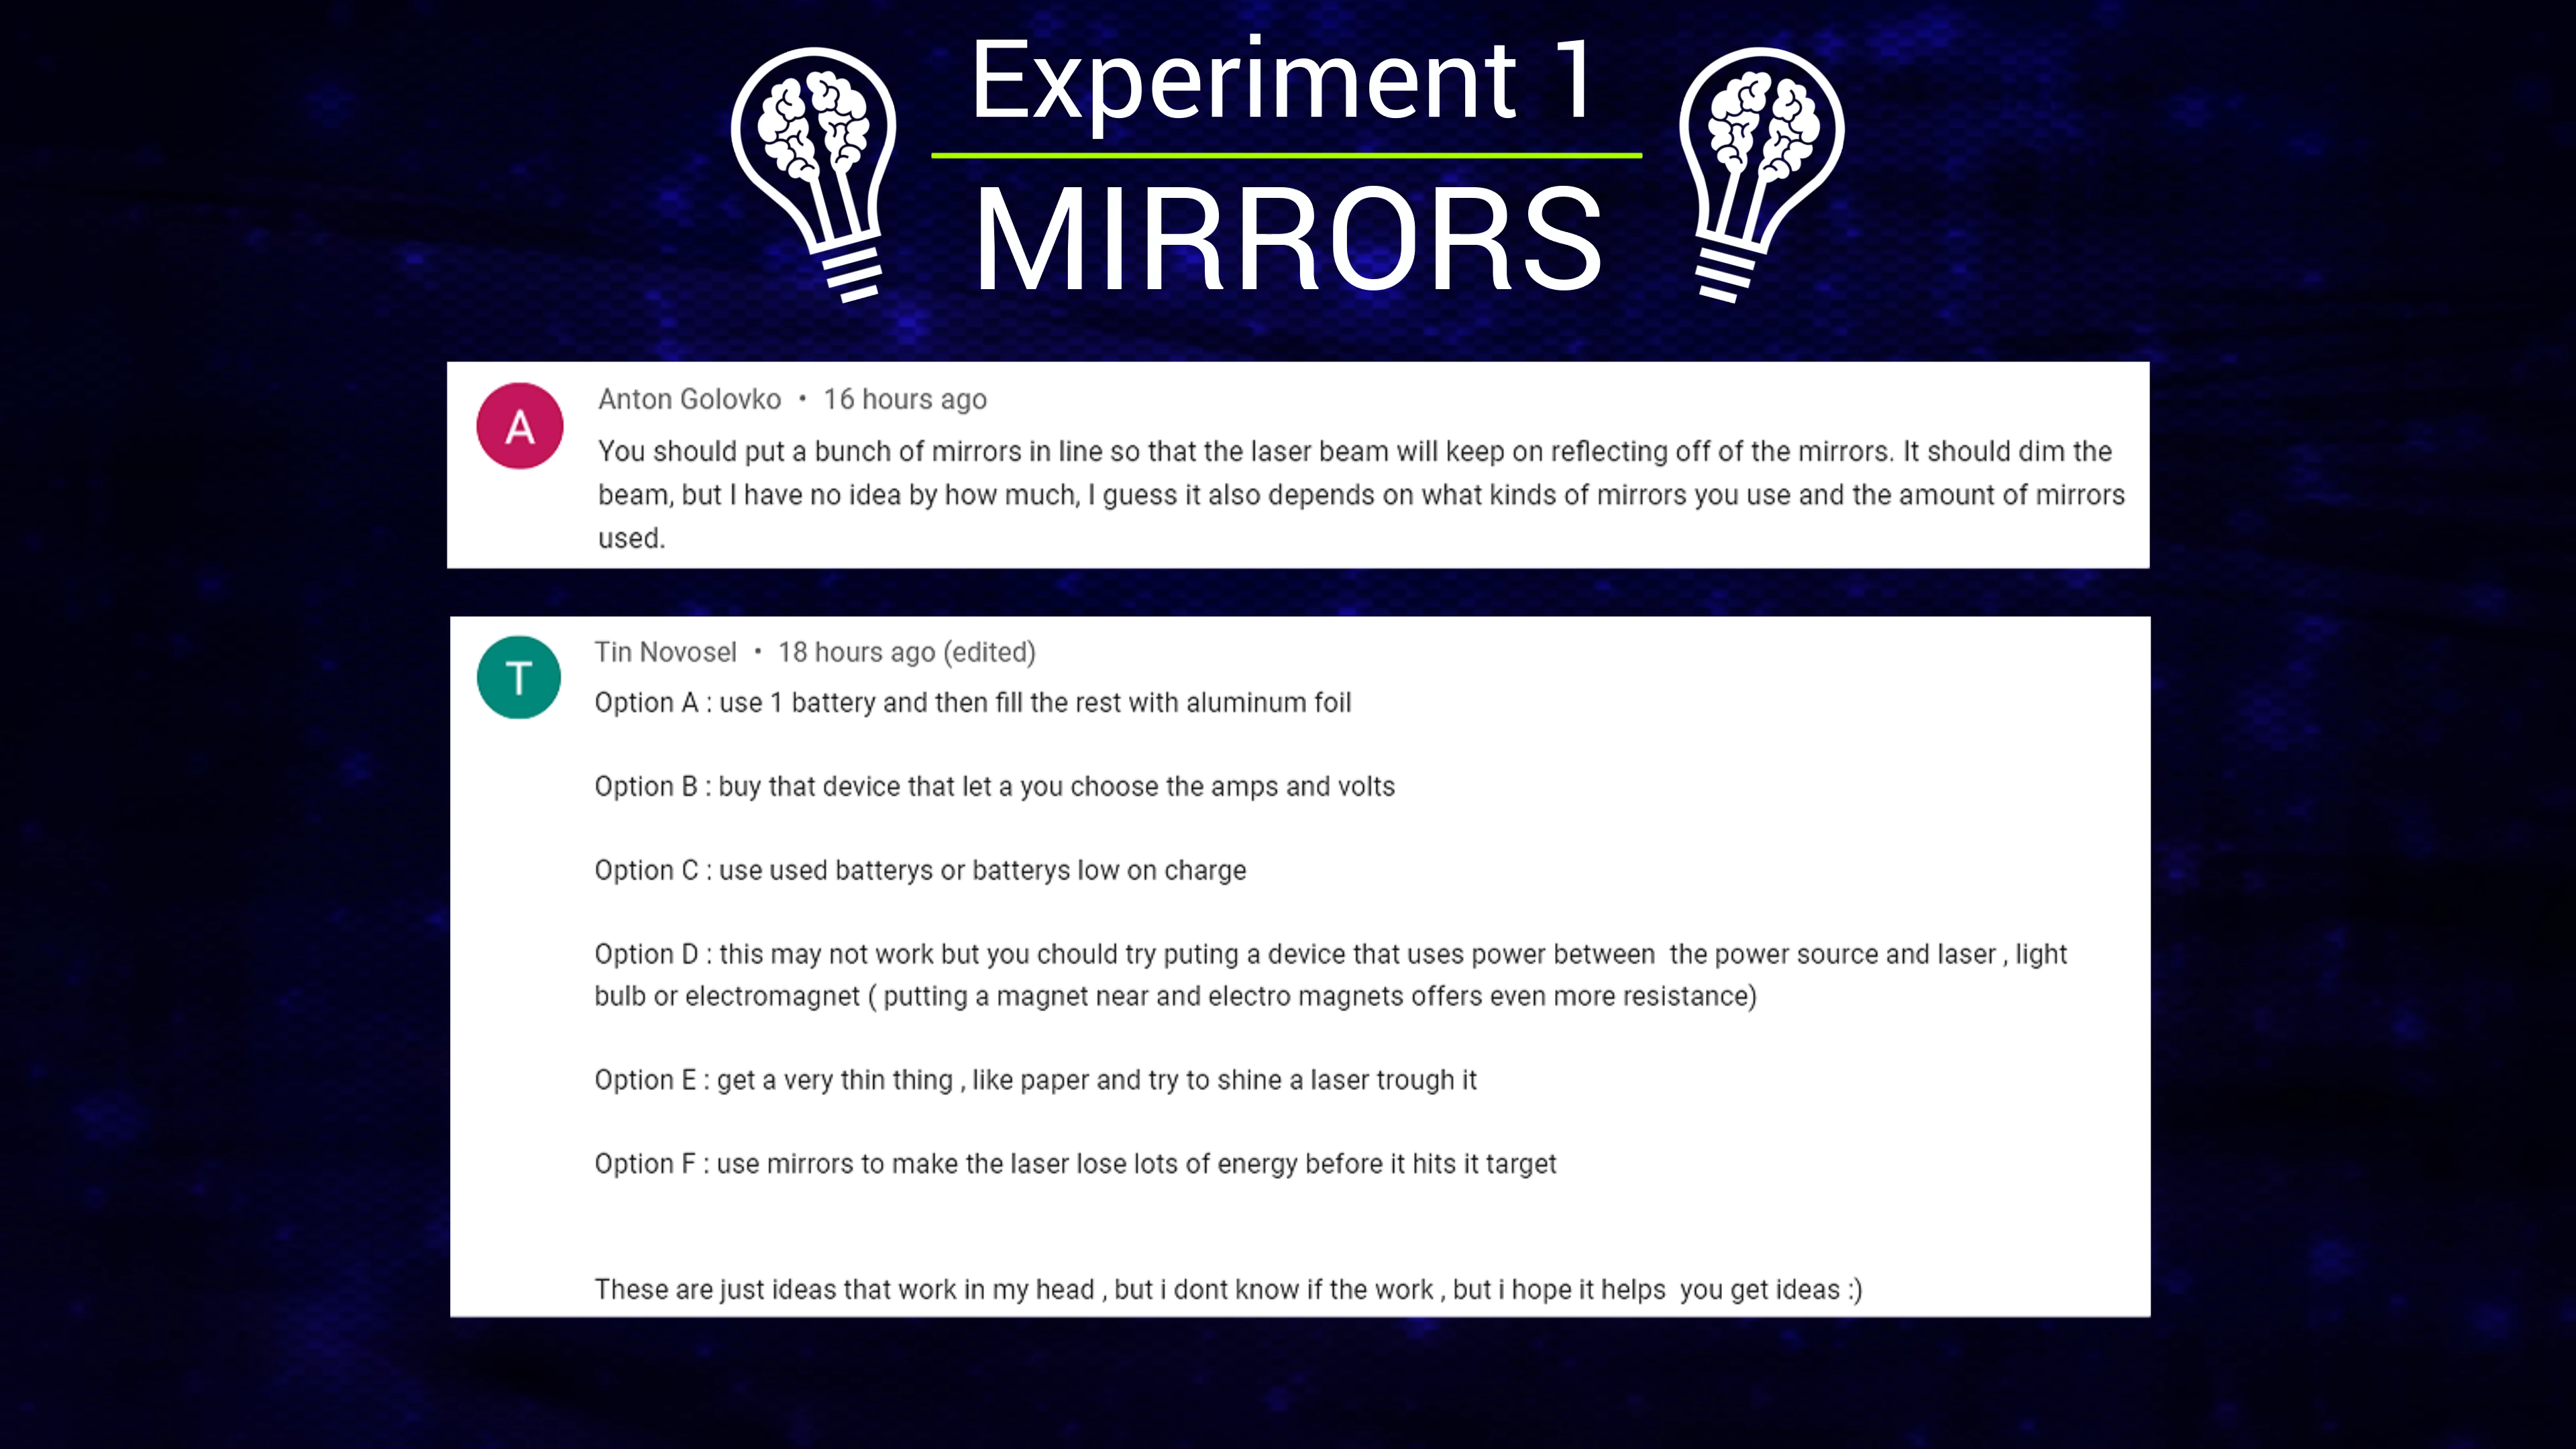 Experiment 1
MIRRORS
A
Anton Golovko • 16 hours ago
You should put a bunch of mirrors in line so that the laser beam will keep on reflecting off of the mirrors. It should dim the
beam, but I have no idea by how much, I guess it also depends on what kinds of mirrors you use and the amount of mirrors
used.
T
Tin Novosel • 18 hours ago (edited)
Option A : use 1 battery and then fill the rest with aluminum foil
Option B : buy that device that let a you choose the amps and volts
Option C : use used batterys or batterys low on charge
Option D : this may not work but you chould try puting a device that uses power between  the power source and laser , light
bulb or electromagnet ( putting a magnet near and electro magnets offers even more resistance)
Option E : get a very thin thing , like paper and try to shine a laser trough it
Option F : use mirrors to make the laser lose lots of energy before it hits it target
These are just ideas that work in my head , but i dont know if the work , but i hope it helps  you get ideas :)